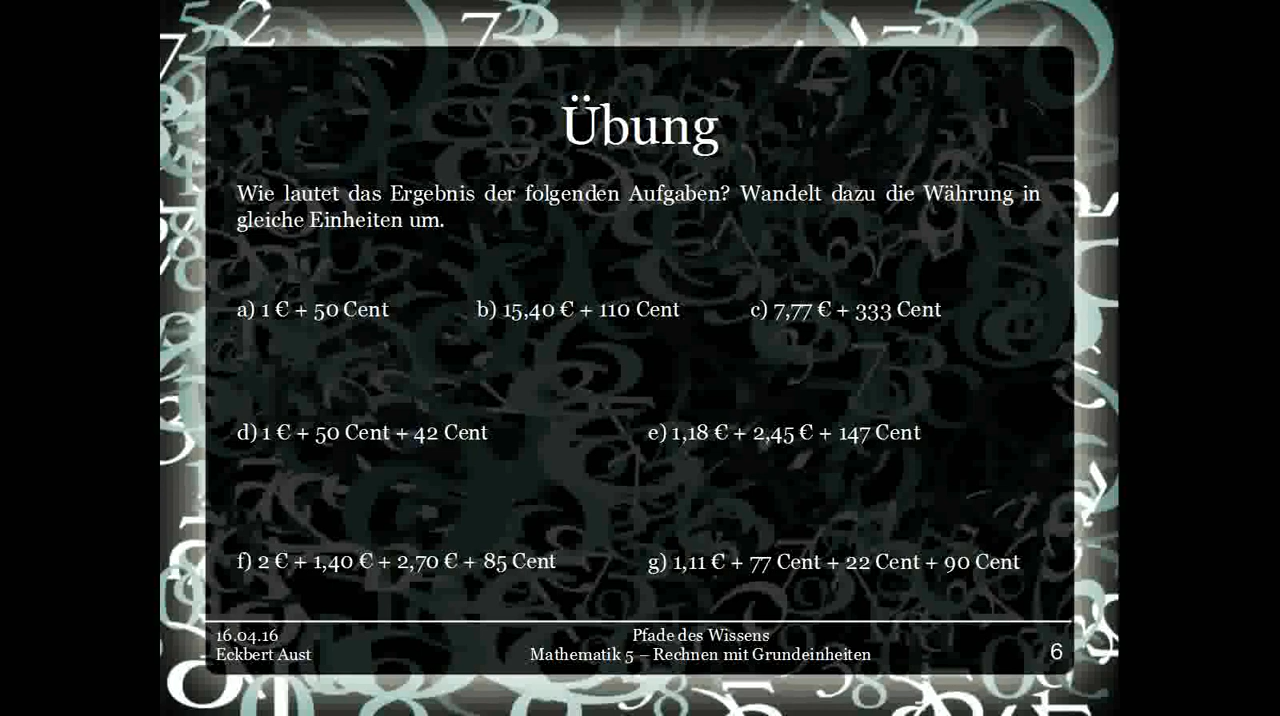 Übung
Wie lautet das Ergebnis der folgenden Aufgaben? Wandelt dazu die Währung in
gleiche Einheiten um.
a) 1 € + 50 Cent
b) 15,40 € + 110 Cent
c) 7,77 € + 333 Cent
d) 1 € + 50 Cent + 42 Cent
e) 1,18 € + 2,45 € + 147 Cent
f) 2 € + 1,40 € + 2,70 € + 85 Cent
g) 1,11 € + 77 Cent + 22 Cent + 90 Cent
16.04.16
Eckbert Aust
Pfade des Wissens
Mathematik 5 – Rechnen mit Grundeinheiten
6